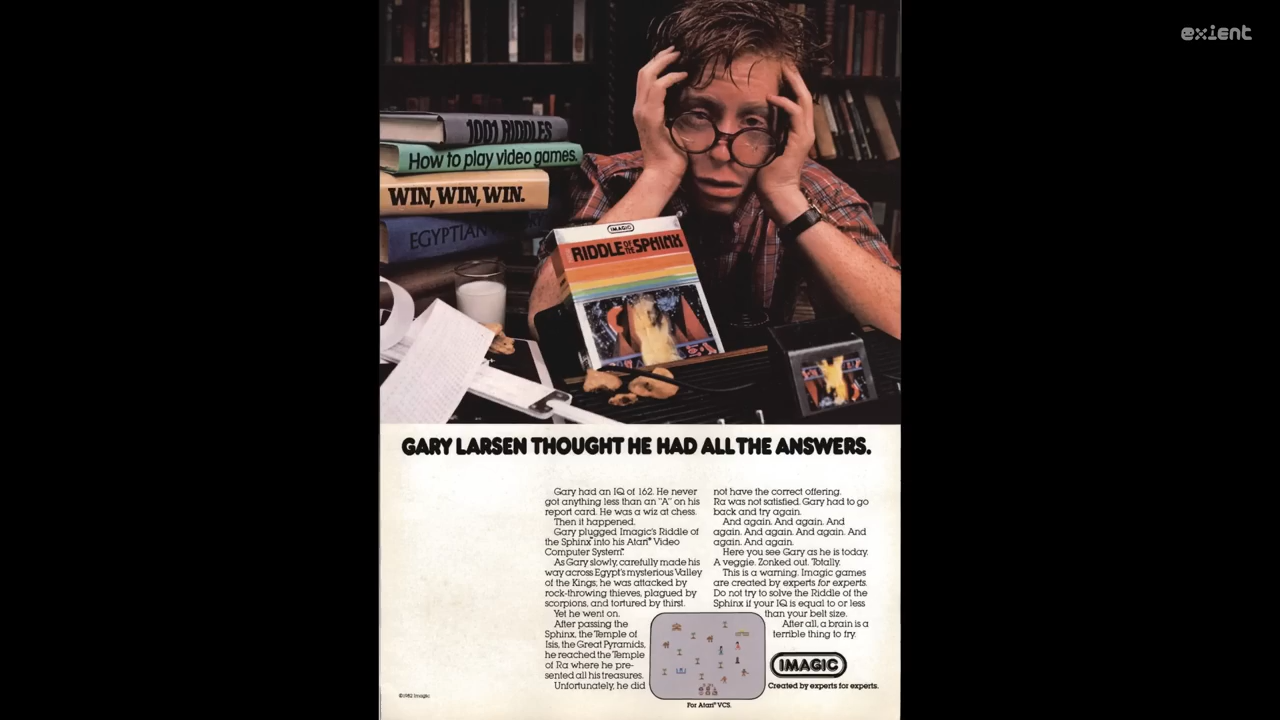 exient
1001 RIDDLES
How to play video games.
WIN, WIN, WIN.
EGYPTIAN
IMAGIC
RIDDLE OF THE SPHINX
GARY LARSEN THOUGHT HE HAD ALL THE ANSWERS.
Gary had an IQ of 162. He never
got anything less than an "A" on his
report card. He was a wiz at chess.
Then it happened.
Gary plugged Imagic's Riddle of
the Sphinx™ into his Atari® Video
Computer System™.
As Gary slowly, carefully made his
way across Egypt's mysterious Valley
of the Kings, he was attacked by
rock-throwing thieves, plagued by
scorpions, and tortured by thirst.
Yet he went on.
After passing the
Sphinx, the Temple of
Isis, the Great Pyramids,
he reached the Temple
of Ra where he pre-
sented all his treasures.
Unfortunately, he did
not have the correct offering.
Ra was not satisfied. Gary had to go
back and try again.
And again. And again. And
again. And again. And again. And
again. And again.
Here you see Gary as he is today.
A veggie. Zonked out. Totally.
This is a warning. Imagic games
are created by experts for experts.
Do not try to solve the Riddle of the
Sphinx if your IQ is equal to or less
than your belt size.
After all, a brain is a
terrible thing to fry.
IMAGIC
Created by experts for experts.
For Atari® VCS.
©1982 Imagic